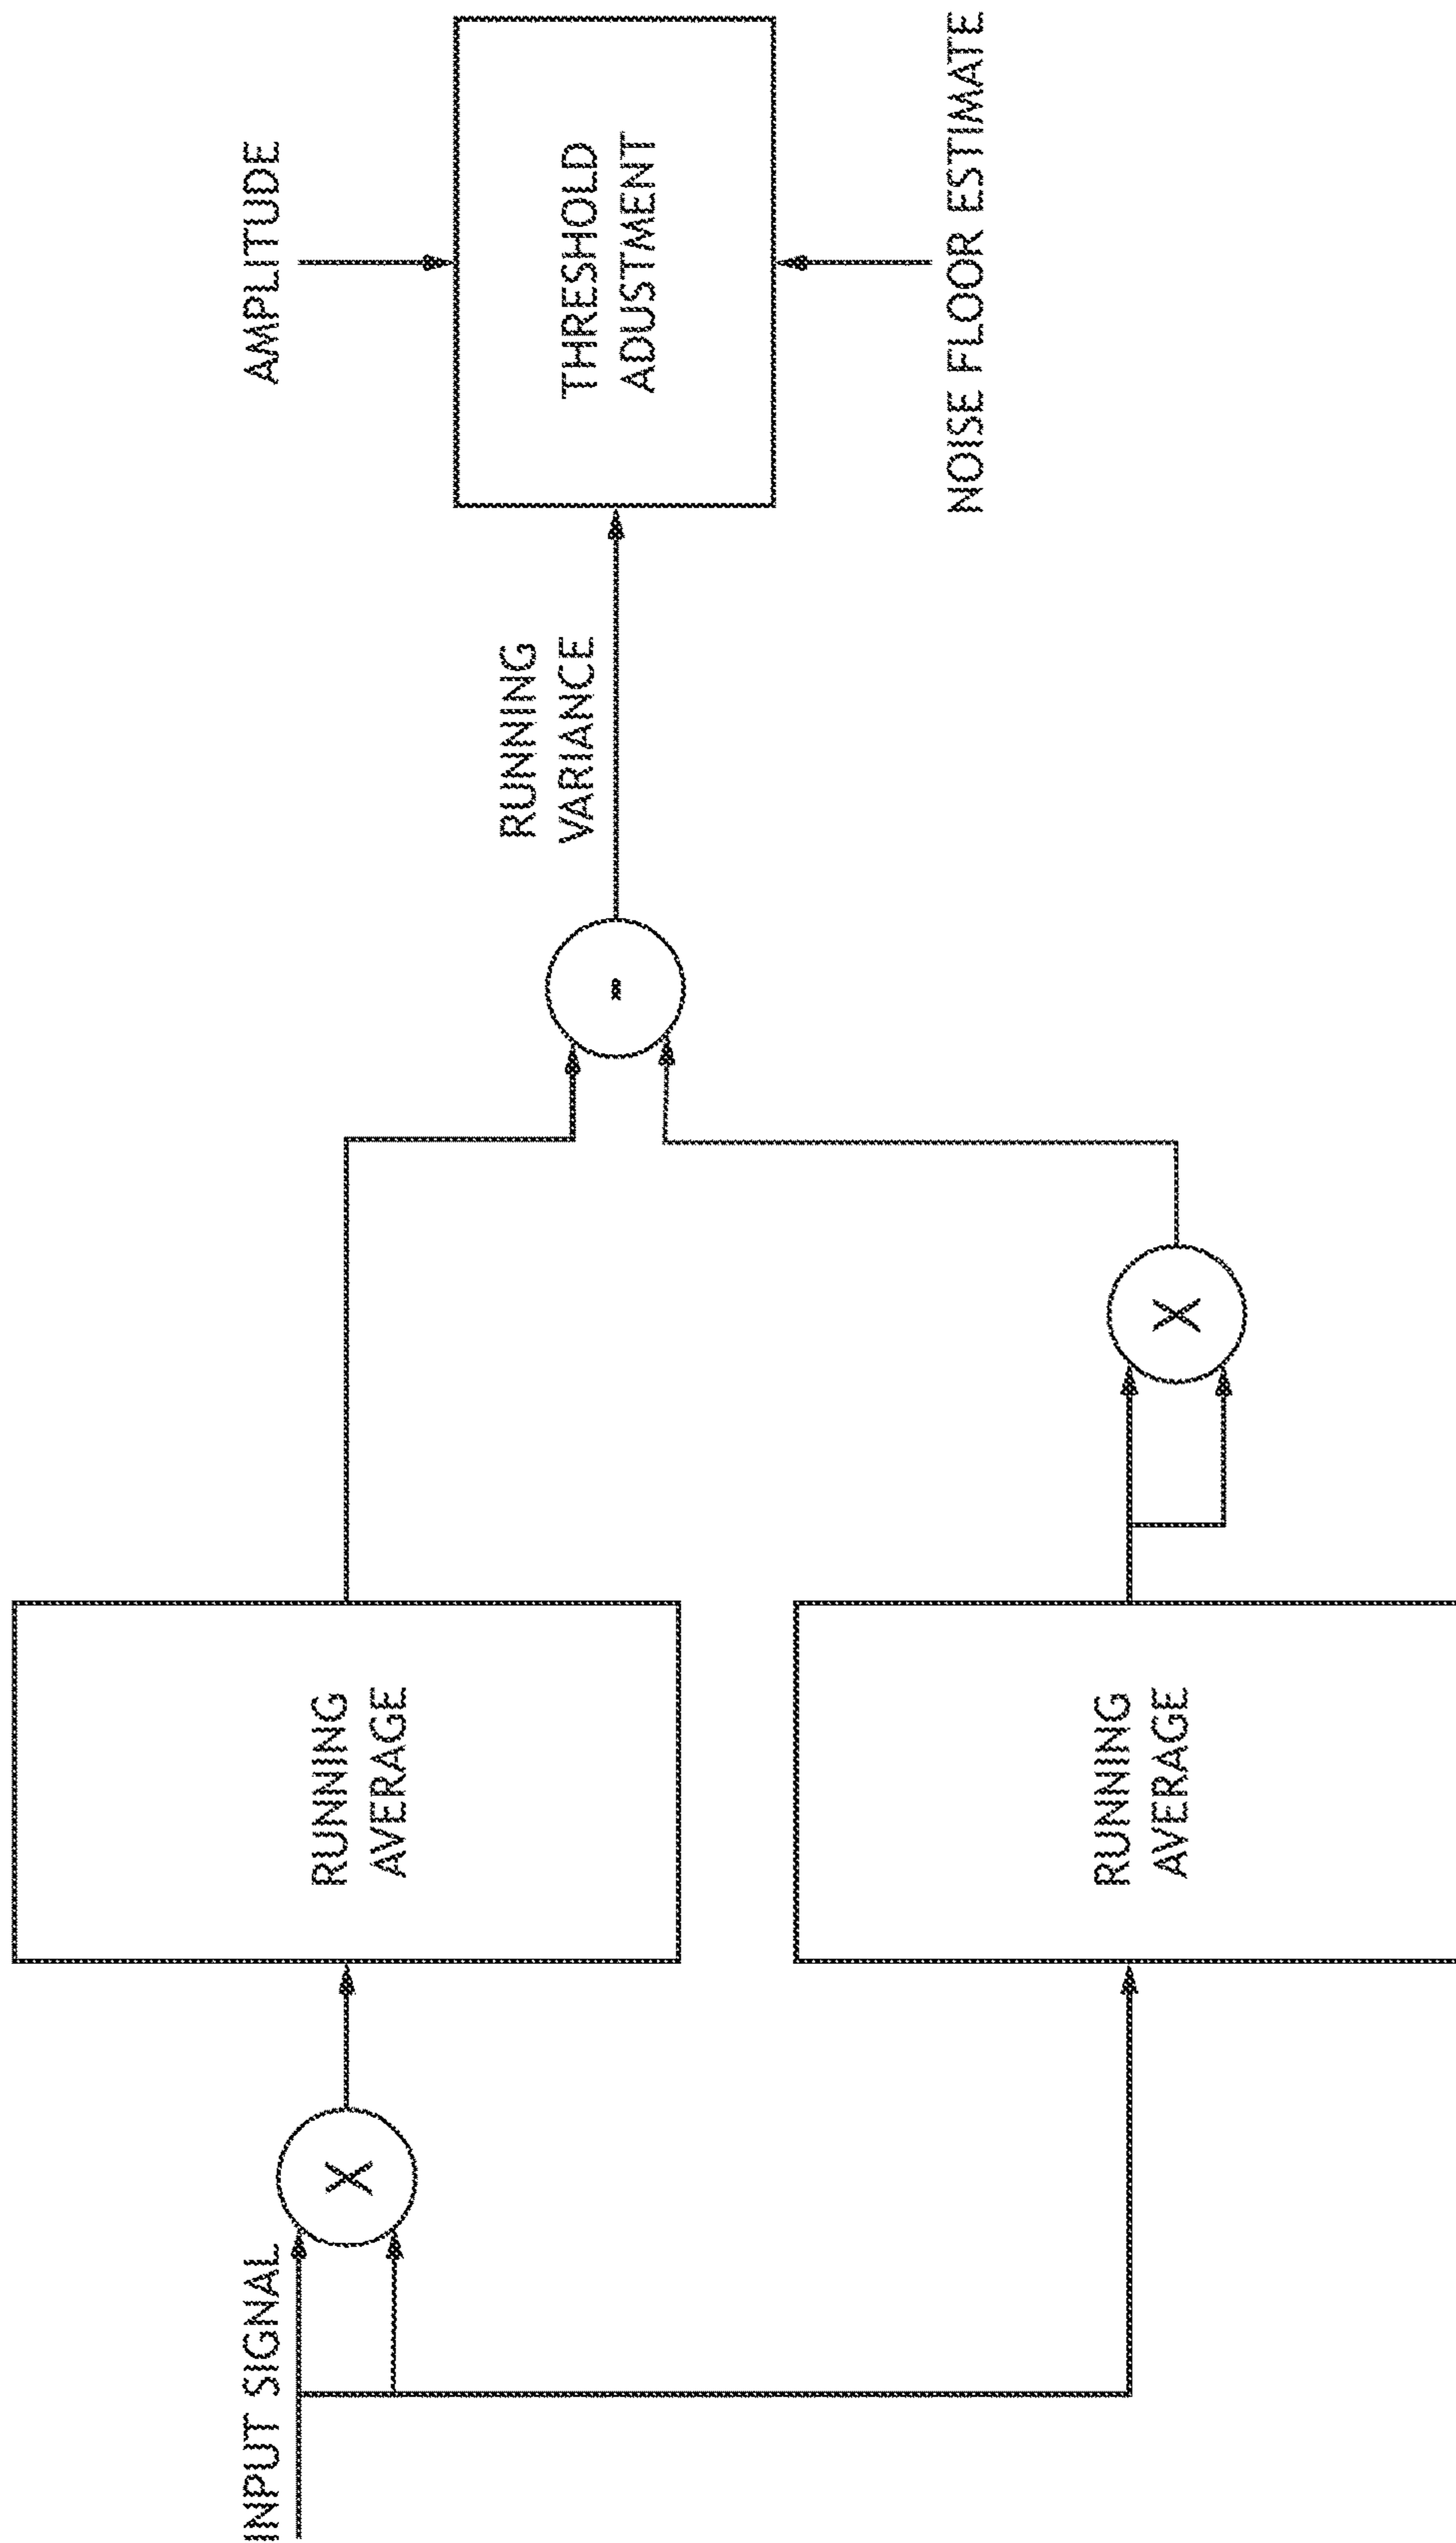 INPUT SIGNAL
X
RUNNING
AVERAGE
RUNNING
AVERAGE
X
-
RUNNING
VARIANCE
AMPLITUDE
THRESHOLD
ADUSTMENT
NOISE FLOOR ESTIMATE